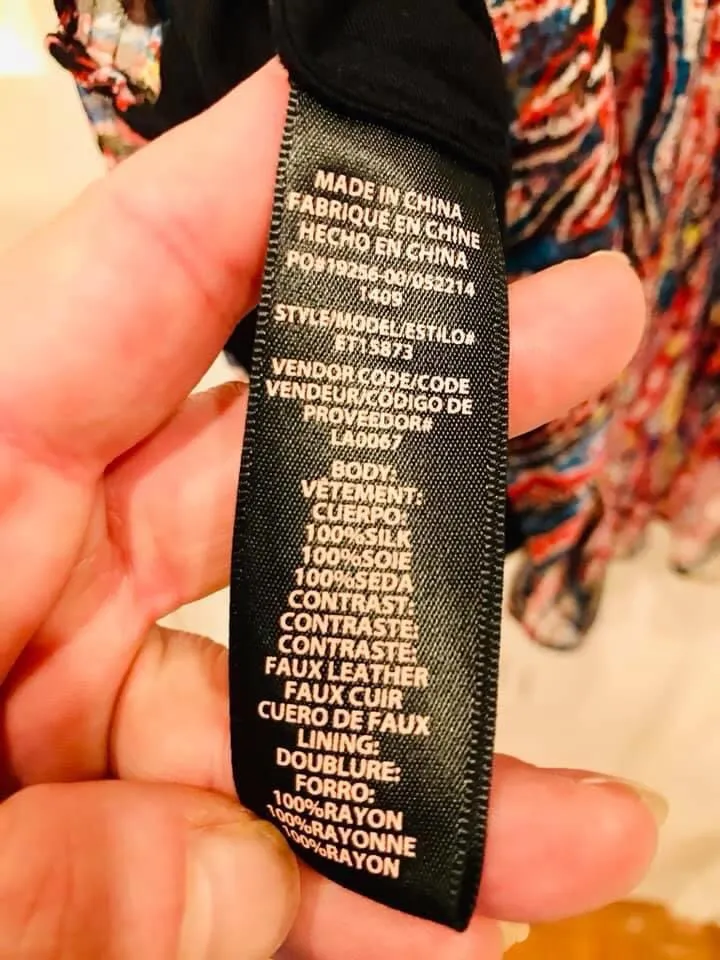 MADE IN CHINA
FABRIQUÉ EN CHINE
HECHO EN CHINA
PO#19256-00/052214
1409
STYLE/MODEL/ESTILO#
ET15873
VENDOR CODE/CODE
VENDEUR/CÓDIGO DE
PROVEEDOR#
LA0067
BODY:
VÊTEMENT:
CUERPO:
100%SILK
100%SOIE
100%SEDA
CONTRAST:
CONTRASTE:
CONTRASTE:
FAUX LEATHER
FAUX CUIR
CUERO DE FAUX
LINING:
DOUBLURE:
FORRO:
100%RAYON
100%RAYONNE
100%RAYON